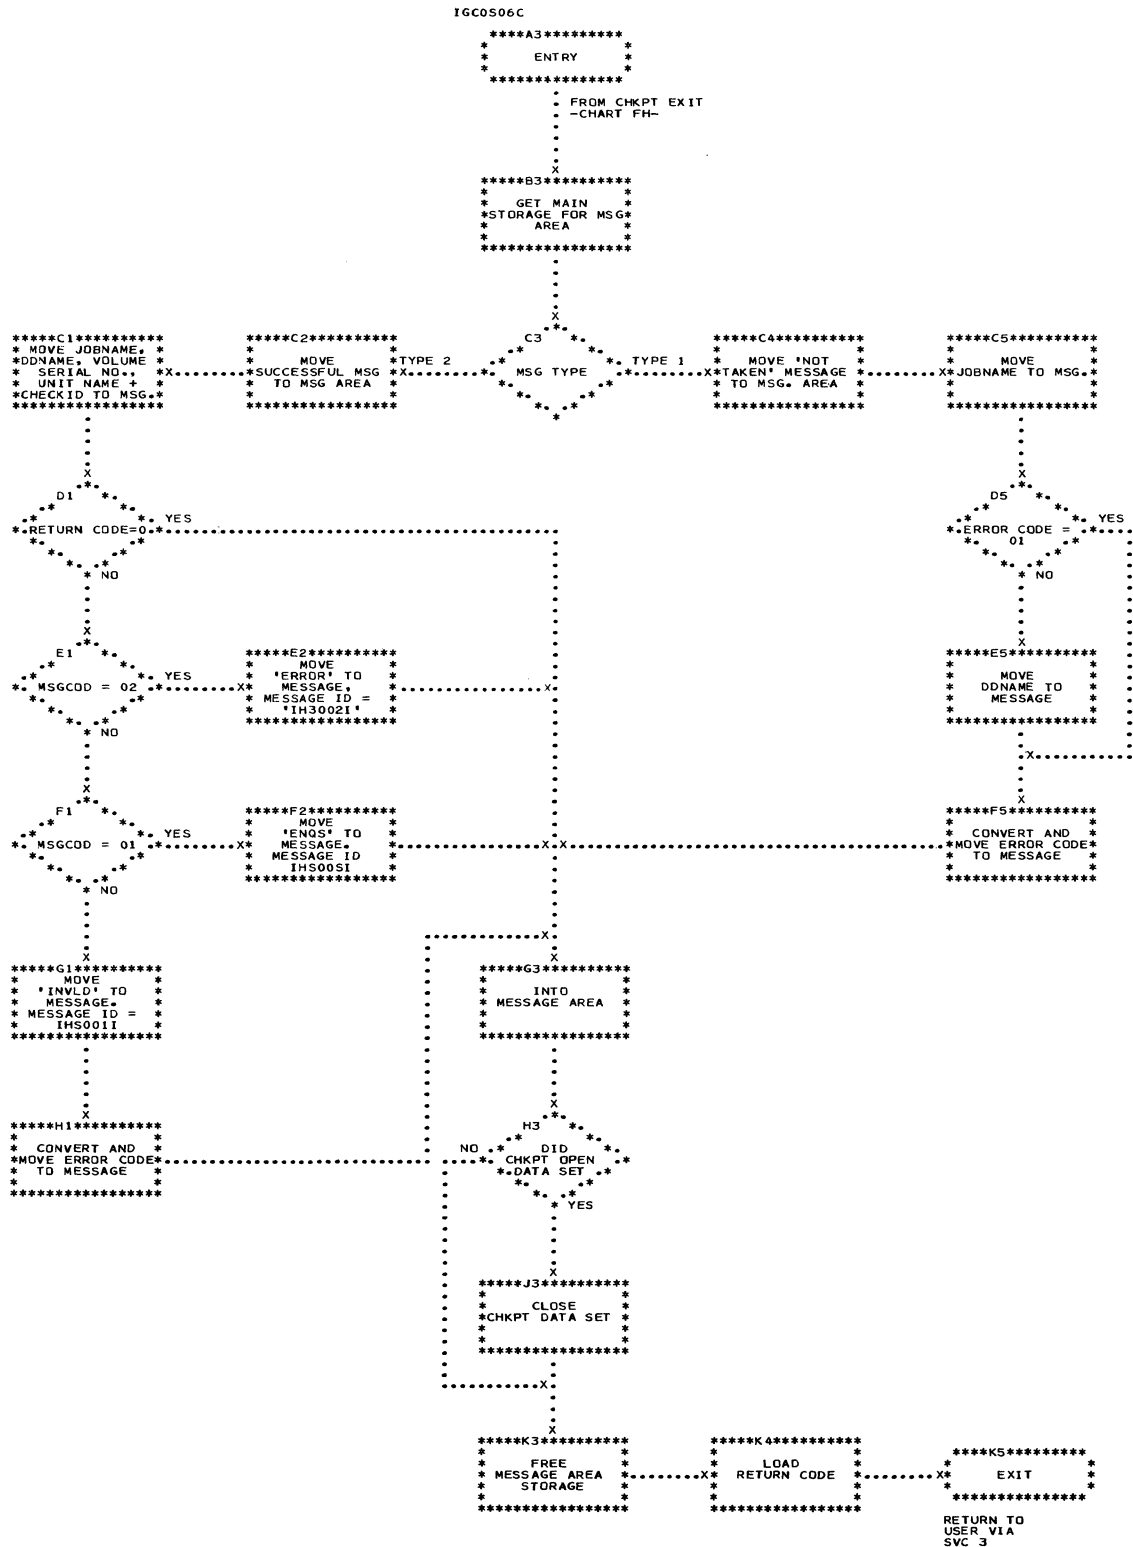 IGC0S06C
A3
ENTRY
FROM CHKPT EXIT
-CHART FH-
B3
GET MAIN
STORAGE FOR MSG
AREA
C1
MOVE JOBNAME,
DDNAME, VOLUME
SERIAL NO.,
UNIT NAME +
CHECKID TO MSG.
C2
MOVE
SUCCESSFUL MSG
TO MSG AREA
TYPE 2
C3
MSG TYPE
TYPE 1
C4
MOVE 'NOT
TAKEN' MESSAGE
TO MSG. AREA
C5
MOVE
JOBNAME TO MSG.
D1
RETURN CODE=0
YES
NO
D5
ERROR CODE =
01
YES
NO
E1
MSGCOD = 02
YES
NO
E2
MOVE
'ERROR' TO
MESSAGE,
MESSAGE ID =
'IH3002I'
E5
MOVE
DDNAME TO
MESSAGE
F1
MSGCOD = 01
YES
NO
F2
MOVE
'ENQS' TO
MESSAGE.
MESSAGE ID
IHS00SI
F5
CONVERT AND
MOVE ERROR CODE
TO MESSAGE
G1
MOVE
'INVLD' TO
MESSAGE.
MESSAGE ID =
IHS001I
G3
INTO
MESSAGE AREA
H1
CONVERT AND
MOVE ERROR CODE
TO MESSAGE
H3
NO
DID
CHKPT OPEN
DATA SET
YES
J3
CLOSE
CHKPT DATA SET
K3
FREE
MESSAGE AREA
STORAGE
K4
LOAD
RETURN CODE
K5
EXIT
RETURN TO
USER VIA
SVC 3